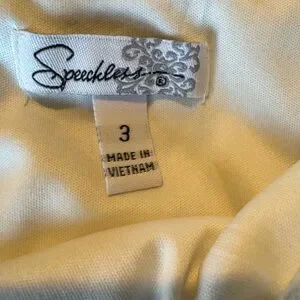 Speechless ®
3
MADE IN
VIETNAM